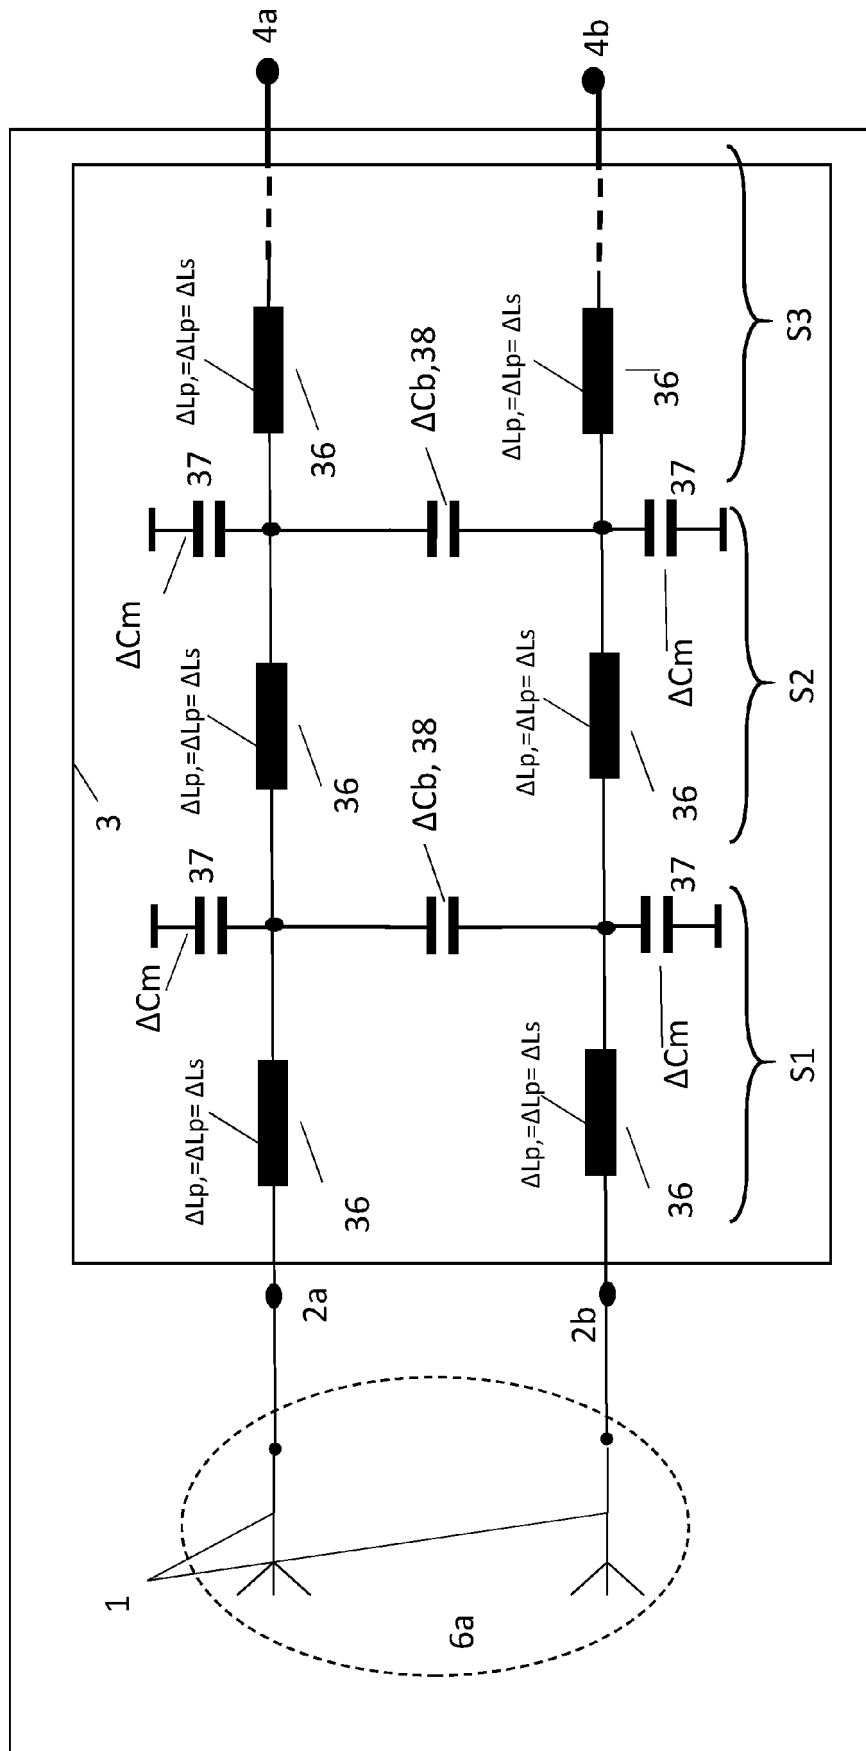 4a
4b
ΔLp,=ΔLp= ΔLs
36
ΔCb,38
ΔLp,=ΔLp= ΔLs
36
S3
37
ΔCm
37
ΔCm
ΔLp,=ΔLp= ΔLs
36
ΔCb, 38
ΔLp,=ΔLp= ΔLs
36
S2
3
37
ΔCm
37
ΔCm
ΔLp,=ΔLp= ΔLs
36
ΔLp,=ΔLp= ΔLs
36
S1
2a
2b
1
6a